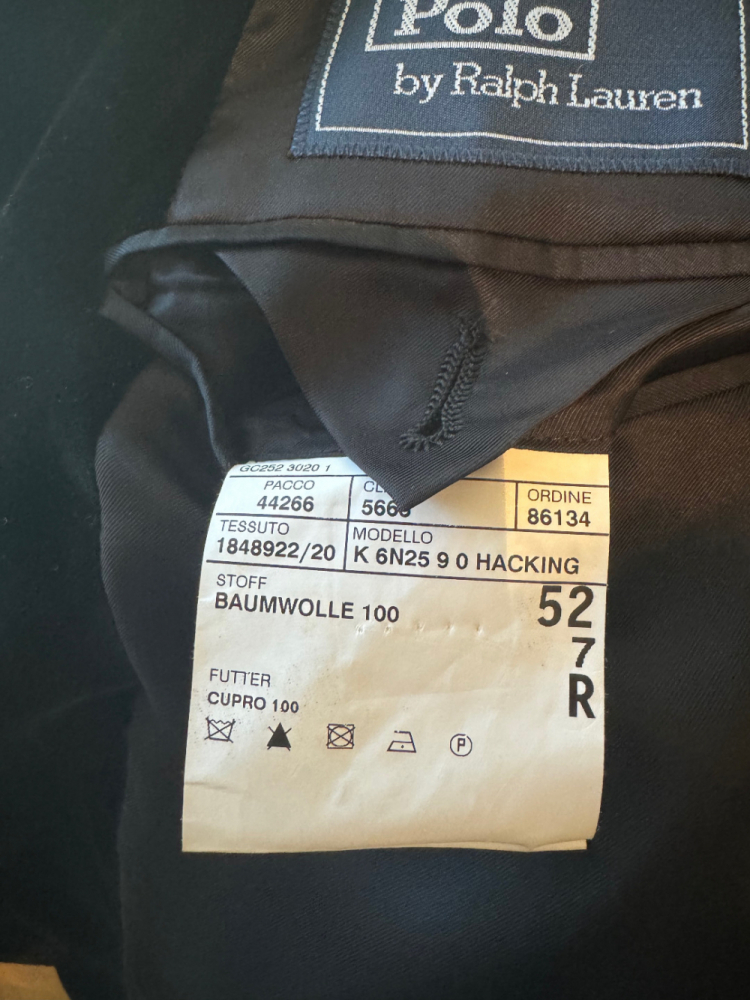 Polo
by Ralph Lauren
GC252 3020 1
PACCO
44266
ORDINE
86134
TESSUTO
1848922/20
MODELLO
K 6N25 9 0 HACKING
STOFF
BAUMWOLLE 100
52
7
R
FUTTER
CUPRO 100
P